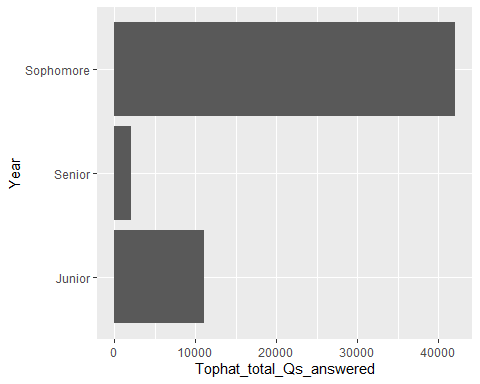 Sophomore
Senior
Junior
Year
0 10000 20000 30000 40000
Tophat_total_Qs_answered